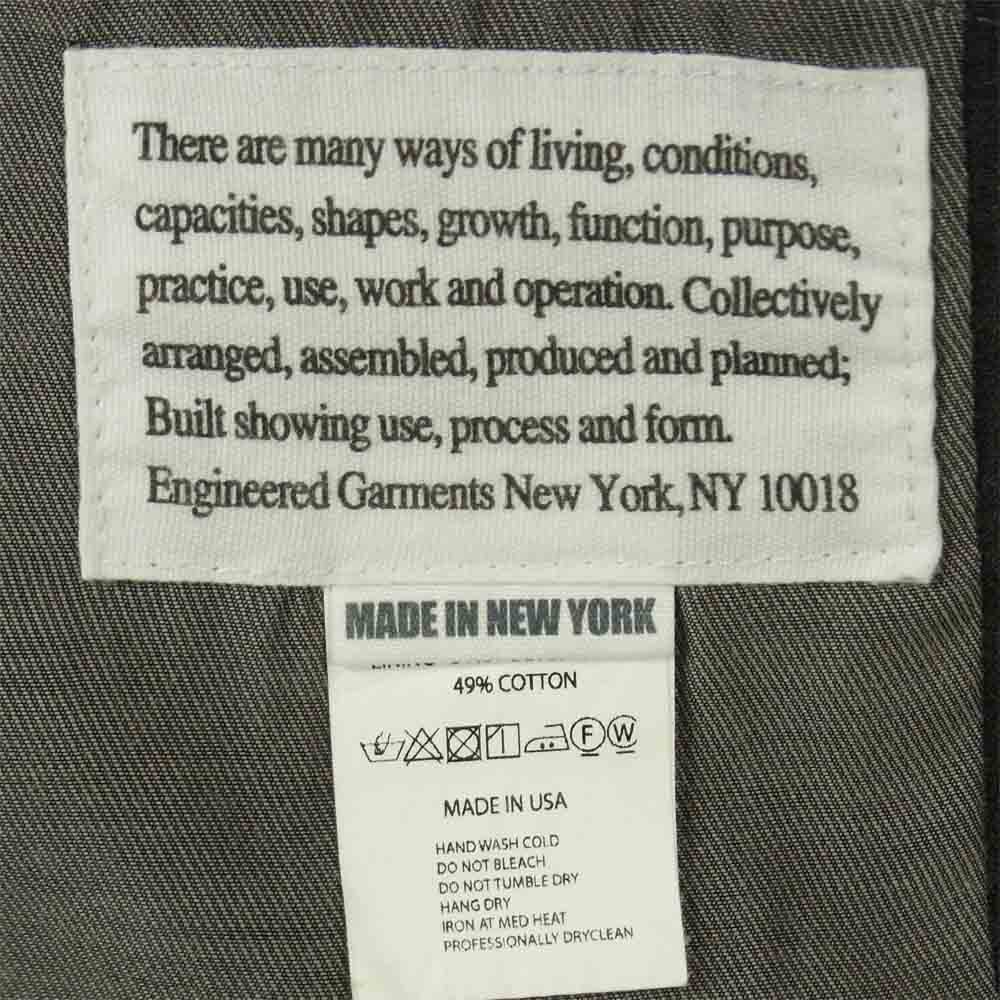 There are many ways of living, conditions,
capacities, shapes, growth, function, purpose,
practice, use, work and operation. Collectively
arranged, assembled, produced and planned;
Built showing use, process and form.
Engineered Garments New York, NY 10018
MADE IN NEW YORK
49% COTTON
F W
MADE IN USA
HAND WASH COLD
DO NOT BLEACH
DO NOT TUMBLE DRY
HANG DRY
IRON AT MED HEAT
PROFESSIONALLY DRYCLEAN